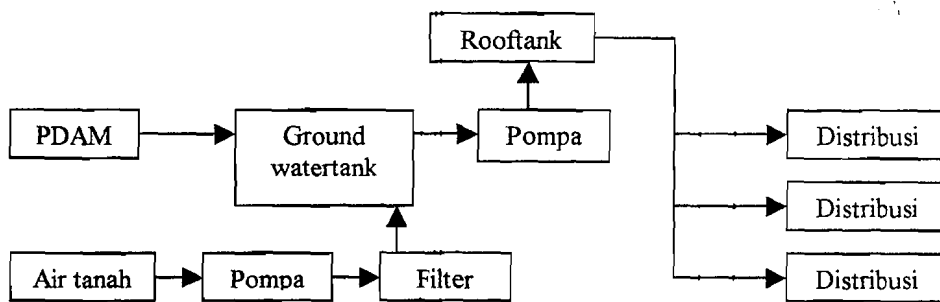 Rooftank
PDAM
Ground
watertank
Pompa
Distribusi
Distribusi
Air tanah
Pompa
Filter
Distribusi